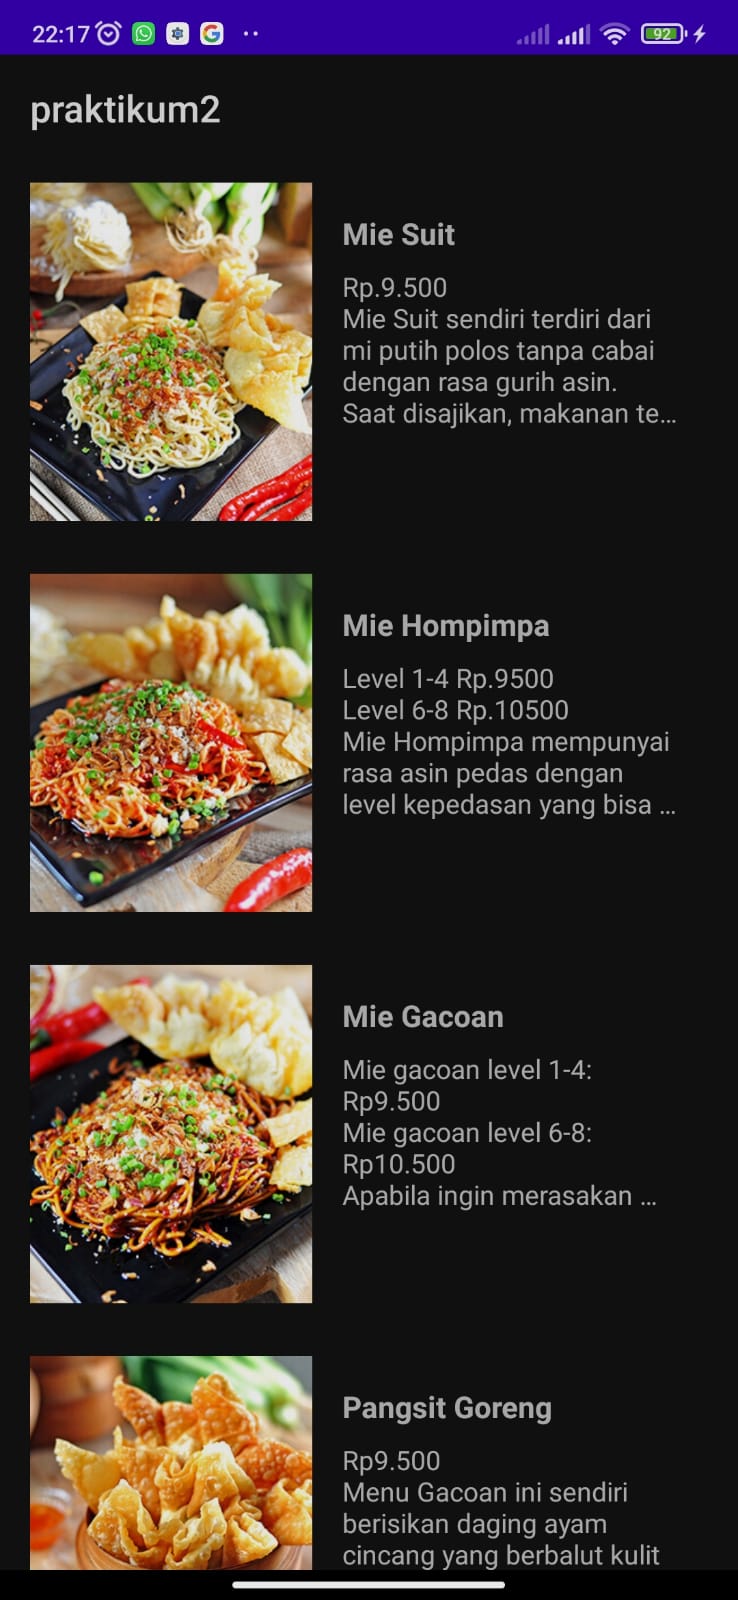 22:17
92
praktikum2
Mie Suit
Rp.9.500
Mie Suit sendiri terdiri dari
mi putih polos tanpa cabai
dengan rasa gurih asin.
Saat disajikan, makanan te...
Mie Hompimpa
Level 1-4 Rp.9500
Level 6-8 Rp.10500
Mie Hompimpa mempunyai
rasa asin pedas dengan
level kepedasan yang bisa ...
Mie Gacoan
Mie gacoan level 1-4:
Rp9.500
Mie gacoan level 6-8:
Rp10.500
Apabila ingin merasakan ...
Pangsit Goreng
Rp9.500
Menu Gacoan ini sendiri
berisikan daging ayam
cincang yang berbalut kulit